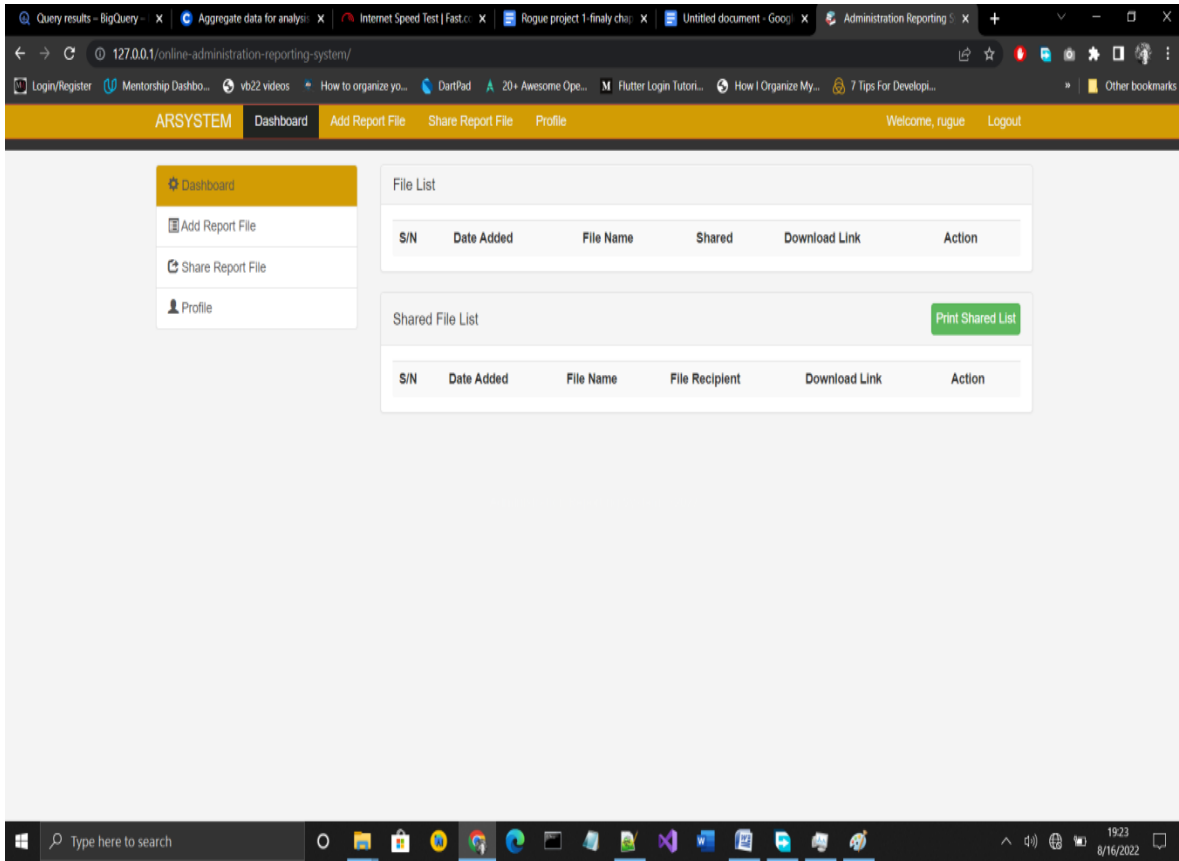 Query results – BigQuery – Aggregate data for analysis Internet Speed Test | Fast.cc Rogue project 1-finaly chap Untitled document - Googl Administration Reporting S
127.0.0.1/online-administration-reporting-system/
Login/Register Mentorship Dashbo... vb22 videos How to organize yo... DartPad 20+ Awesome Ope... Flutter Login Tutori... How I Organize My... 7 Tips For Developi... » Other bookmarks
ARSYSTEM Dashboard Add Report File Share Report File Profile Welcome, rugue Logout
Dashboard
Add Report File
Share Report File
Profile
File List
S/N Date Added File Name Shared Download Link Action
Shared File List Print Shared List
S/N Date Added File Name File Recipient Download Link Action
Type here to search
19:23
8/16/2022